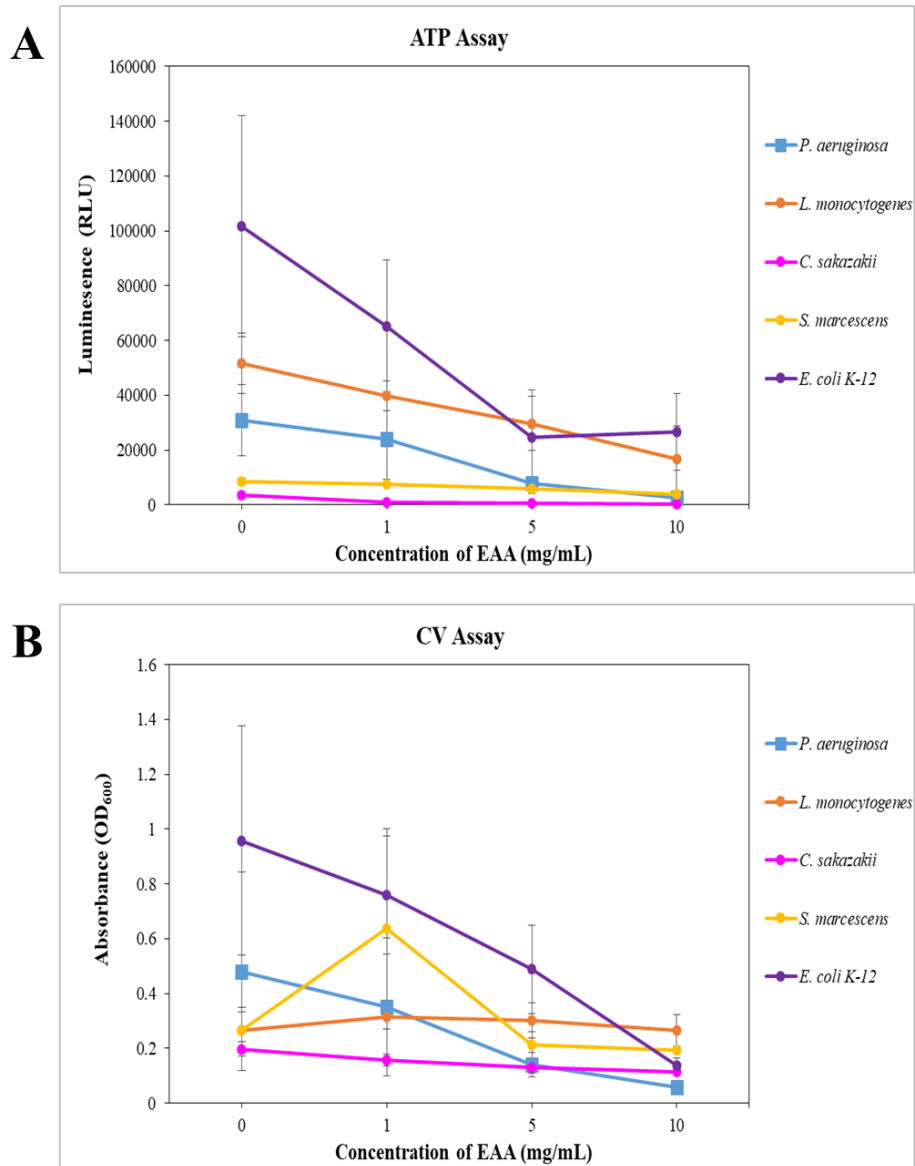 A
ATP Assay
160000
140000
120000
100000
80000
60000
40000
20000
0
Luminesence (RLU)
0 1 5 10
Concentration of EAA (mg/mL)
P. aeruginosa
L. monocytogenes
C. sakazakii
S. marcescens
E. coli K-12
B
CV Assay
1.6
1.4
1.2
1
0.8
0.6
0.4
0.2
0
Absorbance (OD₆₀₀)
0 1 5 10
Concentration of EAA (mg/mL)
P. aeruginosa
L. monocytogenes
C. sakazakii
S. marcescens
E. coli K-12